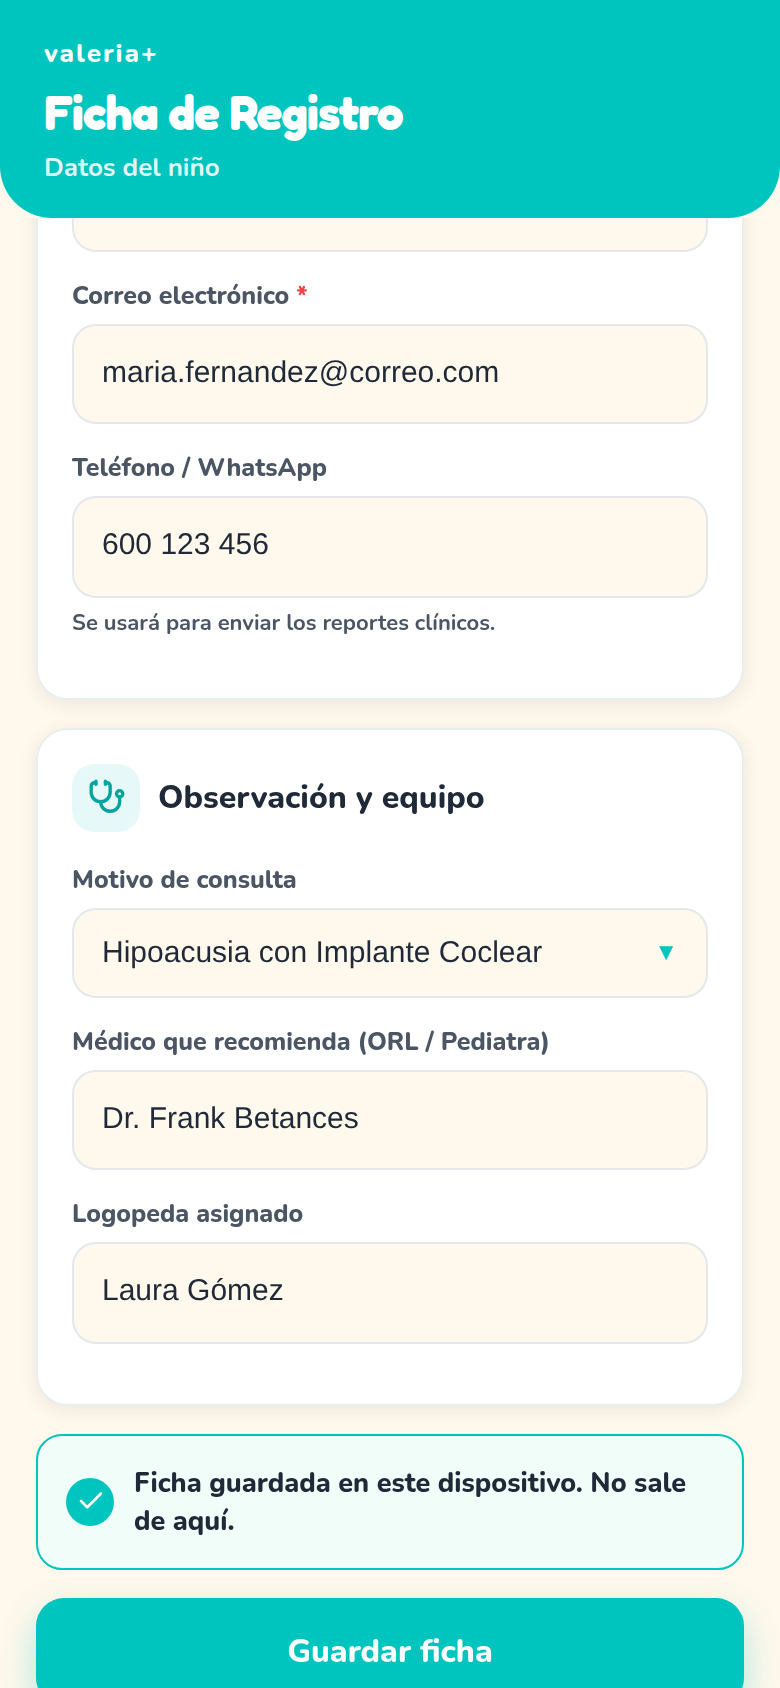 valeria+
Ficha de Registro
Datos del niño
Correo electrónico *
maria.fernandez@correo.com
Teléfono / WhatsApp
600 123 456
Se usará para enviar los reportes clínicos.
Observación y equipo
Motivo de consulta
Hipoacusia con Implante Coclear
Médico que recomienda (ORL / Pediatra)
Dr. Frank Betances
Logopeda asignado
Laura Gómez
Ficha guardada en este dispositivo. No sale
de aquí.
Guardar ficha